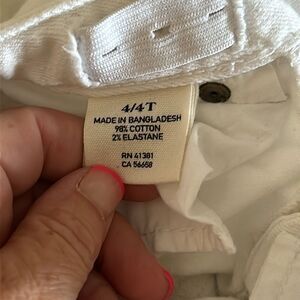 4/4T
MADE IN BANGLADESH
98% COTTON
2% ELASTANE
RN 41381
CA 56658